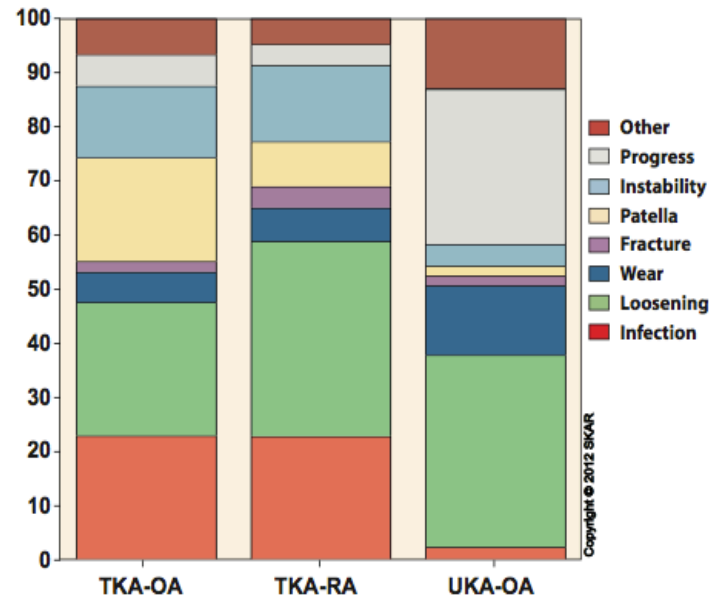 100
90
80
70
60
50
40
30
20
10
0
TKA-OA
TKA-RA
UKA-OA
Other
Progress
Instability
Patella
Fracture
Wear
Loosening
Infection
Copyright © 2012 SKAR